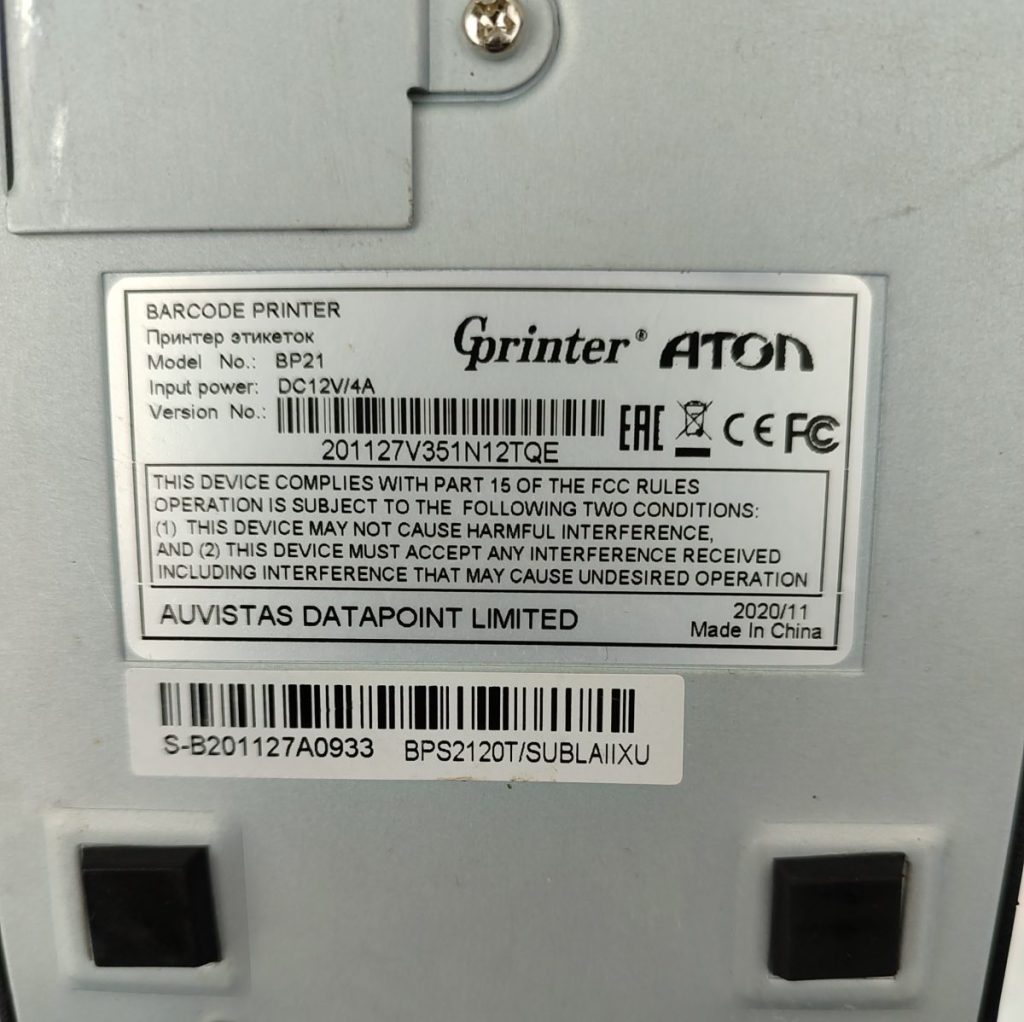 BARCODE PRINTER
Принтер этикеток
Model No.: BP21
Input power: DC12V/4A
Version No.:
201127V351N12TQE
Gprinter® ATOл
EAC CE FC
THIS DEVICE COMPLIES WITH PART 15 OF THE FCC RULES
OPERATION IS SUBJECT TO THE FOLLOWING TWO CONDITIONS:
(1) THIS DEVICE MAY NOT CAUSE HARMFUL INTERFERENCE,
AND (2) THIS DEVICE MUST ACCEPT ANY INTERFERENCE RECEIVED
INCLUDING INTERFERENCE THAT MAY CAUSE UNDESIRED OPERATION
AUVISTAS DATAPOINT LIMITED
2020/11
Made In China
S-B201127A0933 BPS2120T/SUBLAIIXU